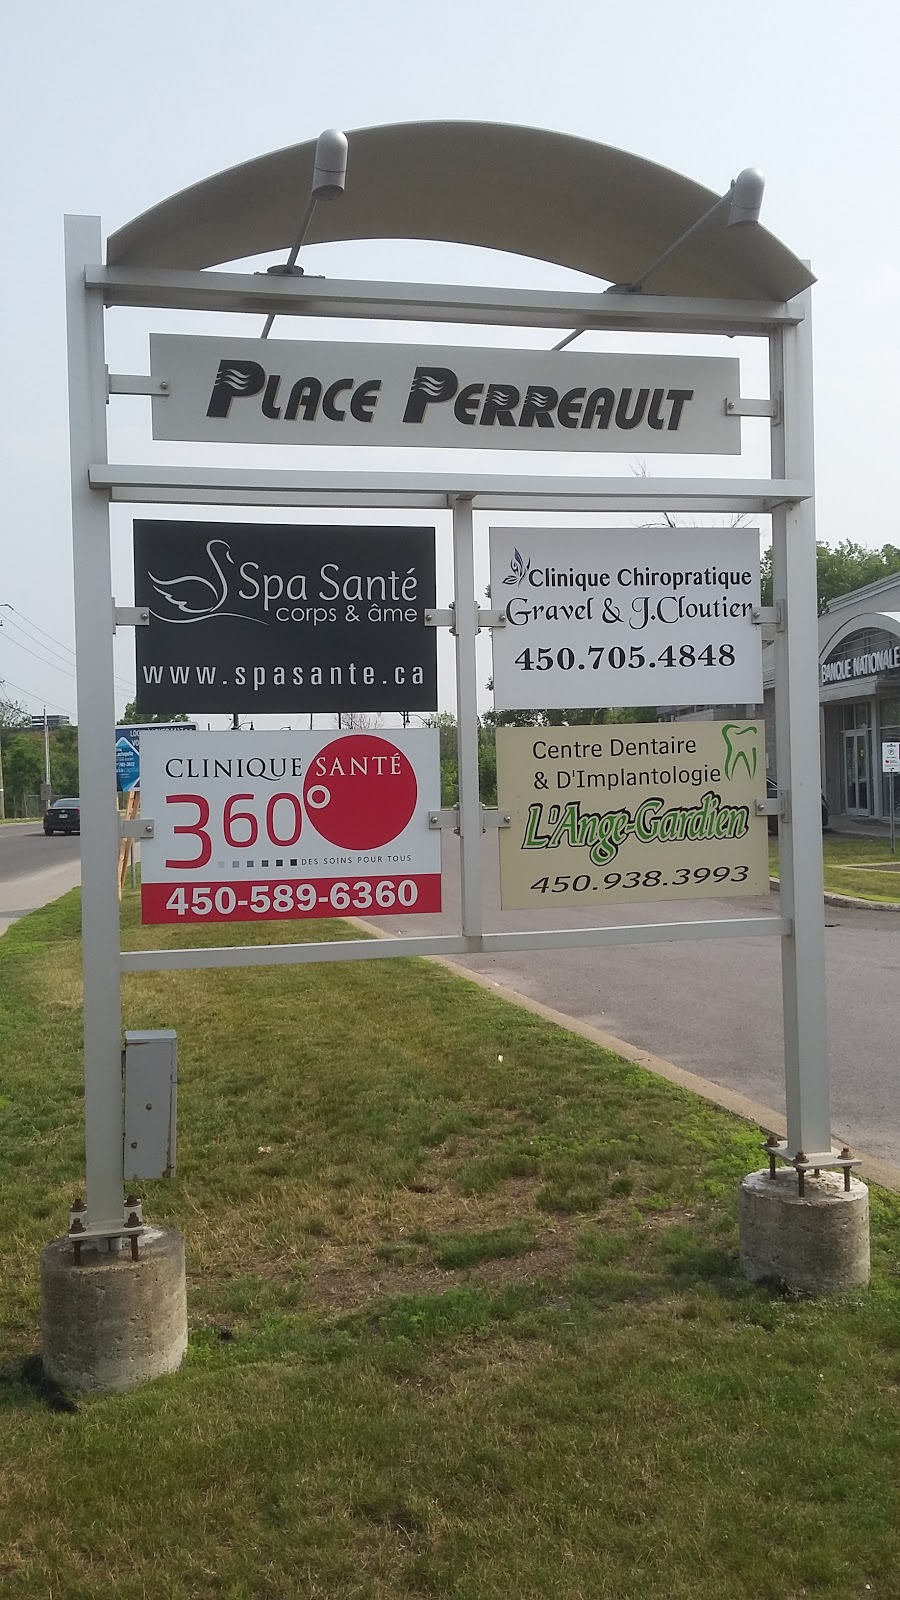 PLACE PERREAULT
Spa Santé
corps & âme
www.spasante.ca
Clinique Chiropratique
Gravel & J.Cloutier
450.705.4848
CLINIQUE SANTÉ
360°
DES SOINS POUR TOUS
450-589-6360
Centre Dentaire
& D'Implantologie
L'Ange-Gardien
450.938.3993
BANQUE NATIONALE